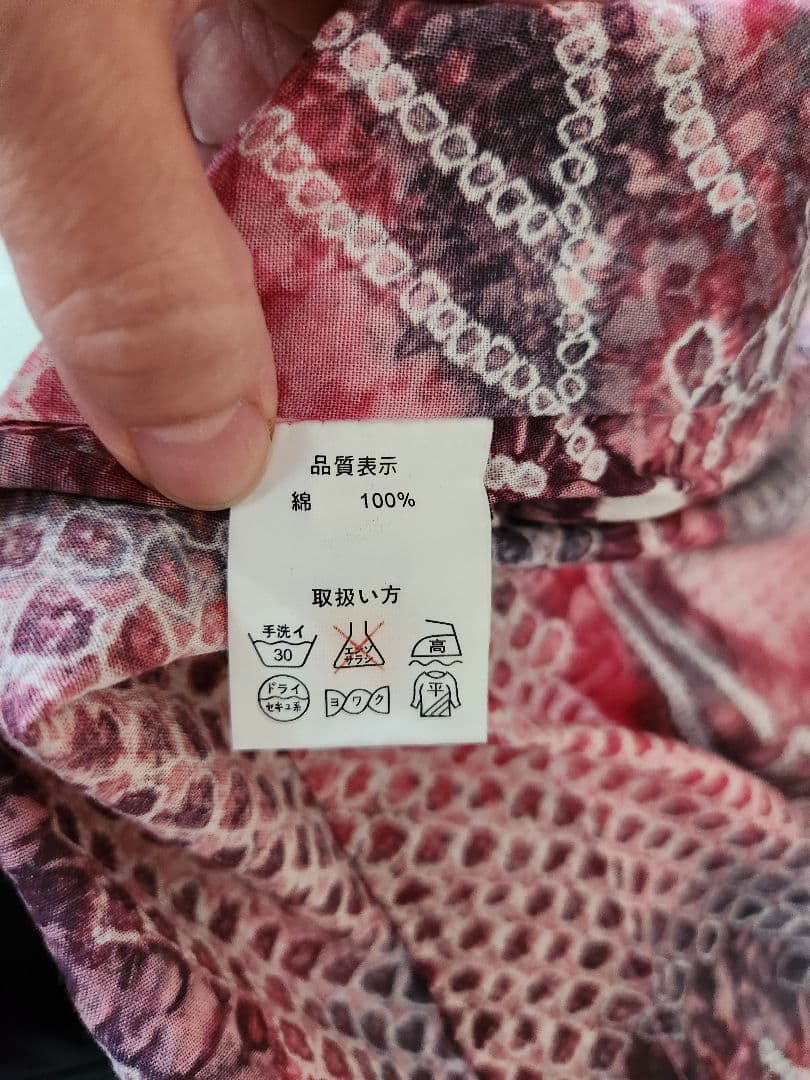 品質表示
綿 100%
取扱い方
手洗イ
30
エンソ
サラシ
高
ドライ
セキユ系
ヨワク
平